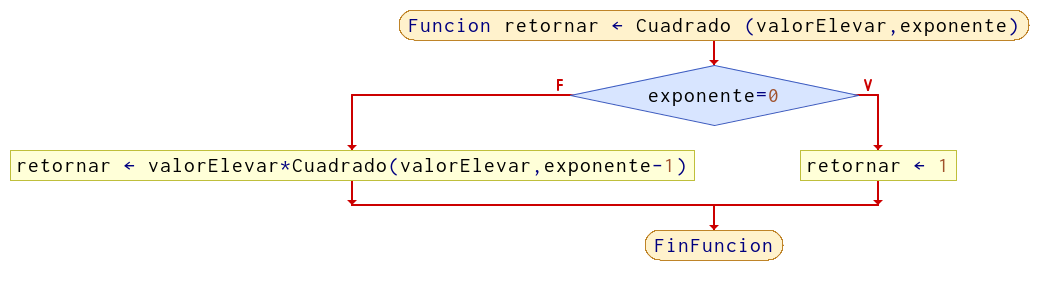 Funcion retornar ← Cuadrado (valorElevar,exponente)
F
V
exponente=0
retornar ← valorElevar*Cuadrado(valorElevar,exponente-1)
retornar ← 1
FinFuncion